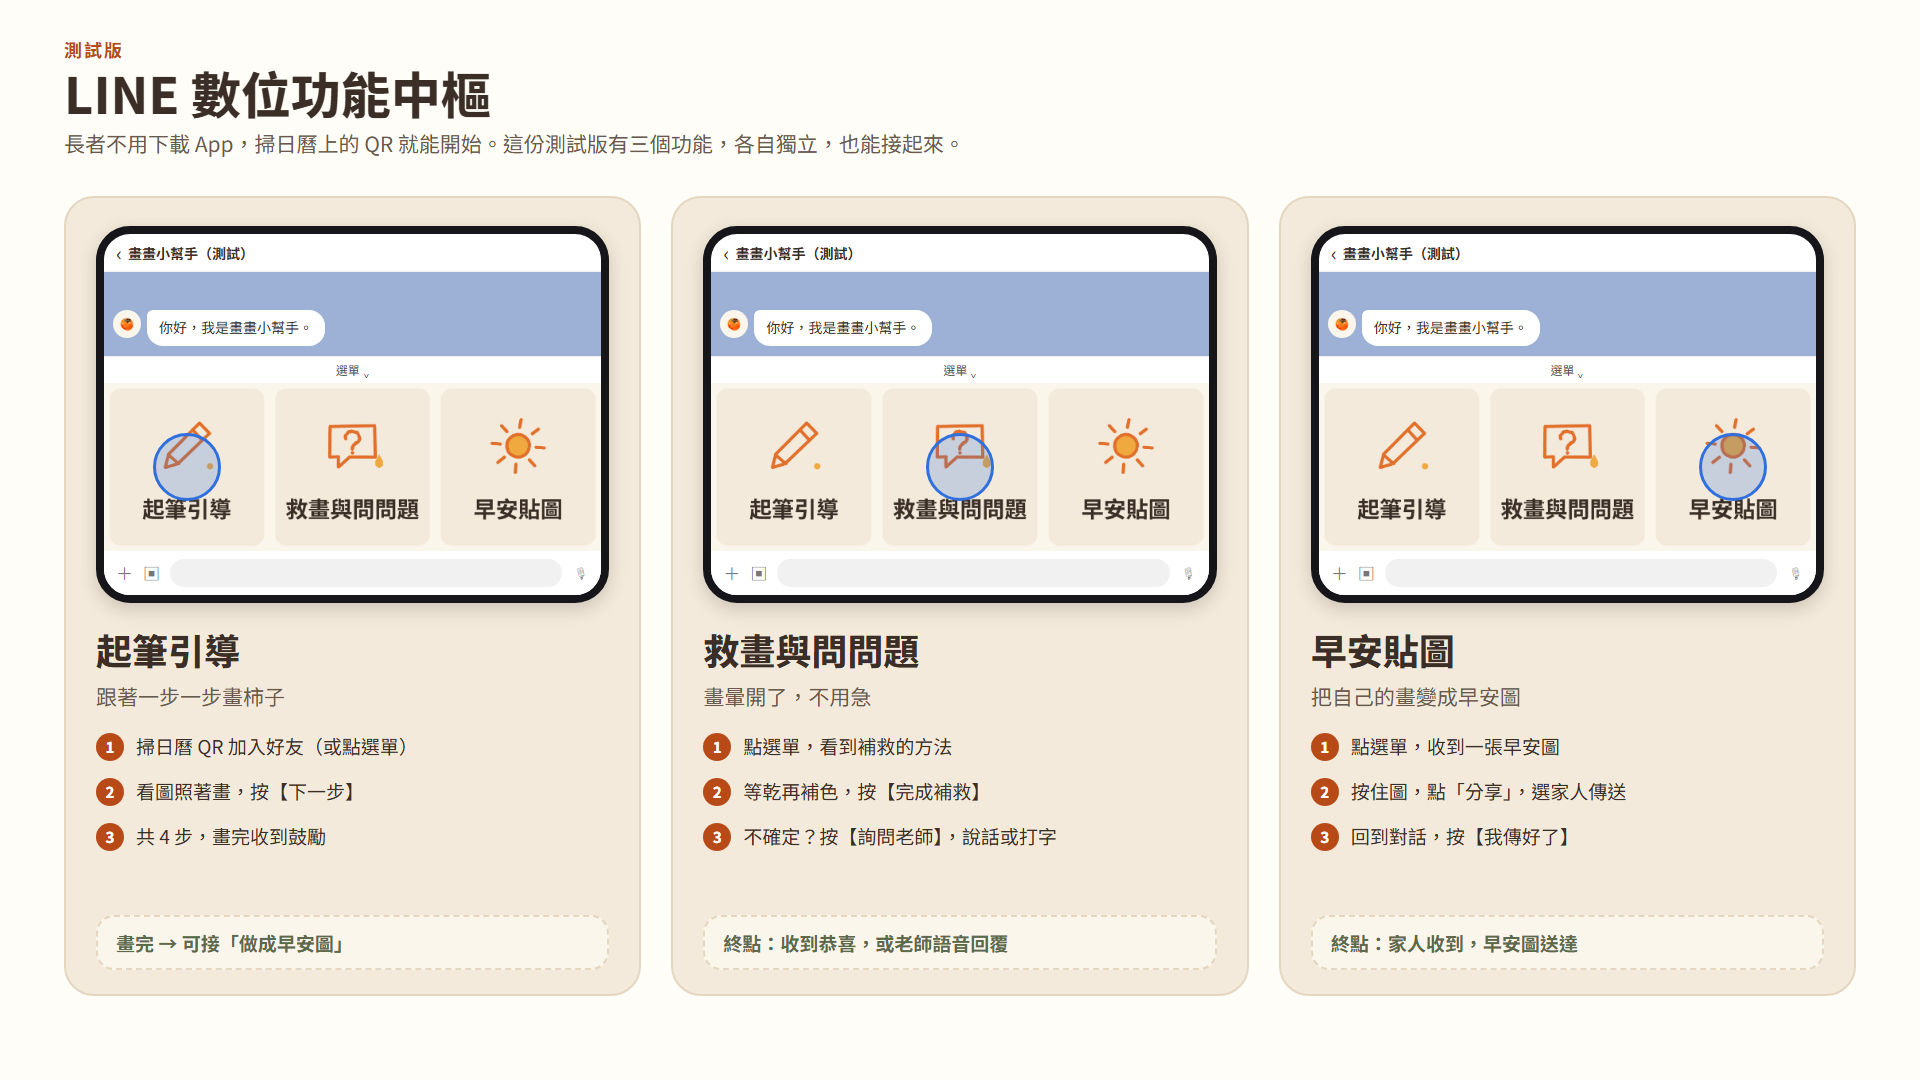 測試版
LINE 數位功能中樞
長者不用下載 App，掃日曆上的 QR 就能開始。這份測試版有三個功能，各自獨立，也能接起來。
‹ 畫畫小幫手（測試）
你好，我是畫畫小幫手。
選單 ˬ
起筆引導
救畫與問問題
早安貼圖
起筆引導
跟著一步一步畫柿子
1 掃日曆 QR 加入好友（或點選單）
2 看圖照著畫，按【下一步】
3 共 4 步，畫完收到鼓勵
畫完 → 可接「做成早安圖」
‹ 畫畫小幫手（測試）
你好，我是畫畫小幫手。
選單 ˬ
起筆引導
救畫與問問題
早安貼圖
救畫與問問題
畫暈開了，不用急
1 點選單，看到補救的方法
2 等乾再補色，按【完成補救】
3 不確定？按【詢問老師】，說話或打字
終點：收到恭喜，或老師語音回覆
‹ 畫畫小幫手（測試）
你好，我是畫畫小幫手。
選單 ˬ
起筆引導
救畫與問問題
早安貼圖
早安貼圖
把自己的畫變成早安圖
1 點選單，收到一張早安圖
2 按住圖，點「分享」，選家人傳送
3 回到對話，按【我傳好了】
終點：家人收到，早安圖送達